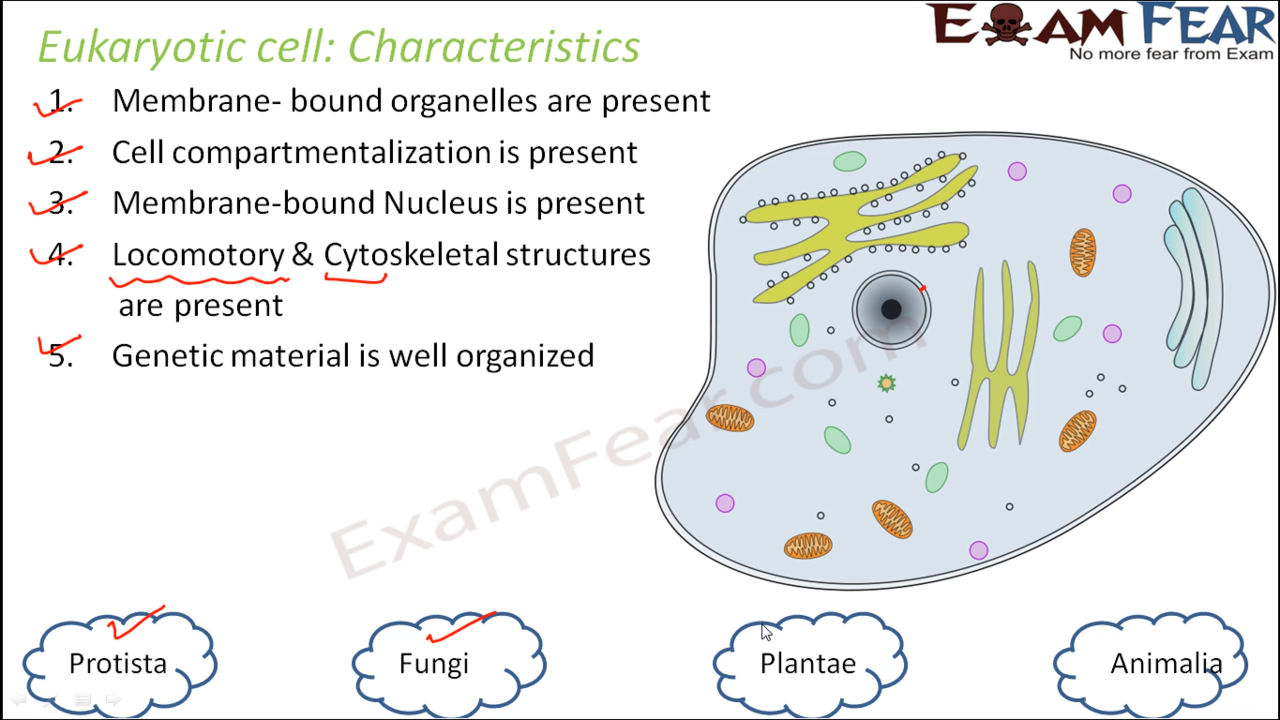 Eukaryotic cell: Characteristics
EXAM FEAR
No more fear from Exam
1. Membrane- bound organelles are present
2. Cell compartmentalization is present
3. Membrane-bound Nucleus is present
4. Locomotory & Cytoskeletal structures
are present
5. Genetic material is well organized
ExamFear.com
Protista
Fungi
Plantae
Animalia